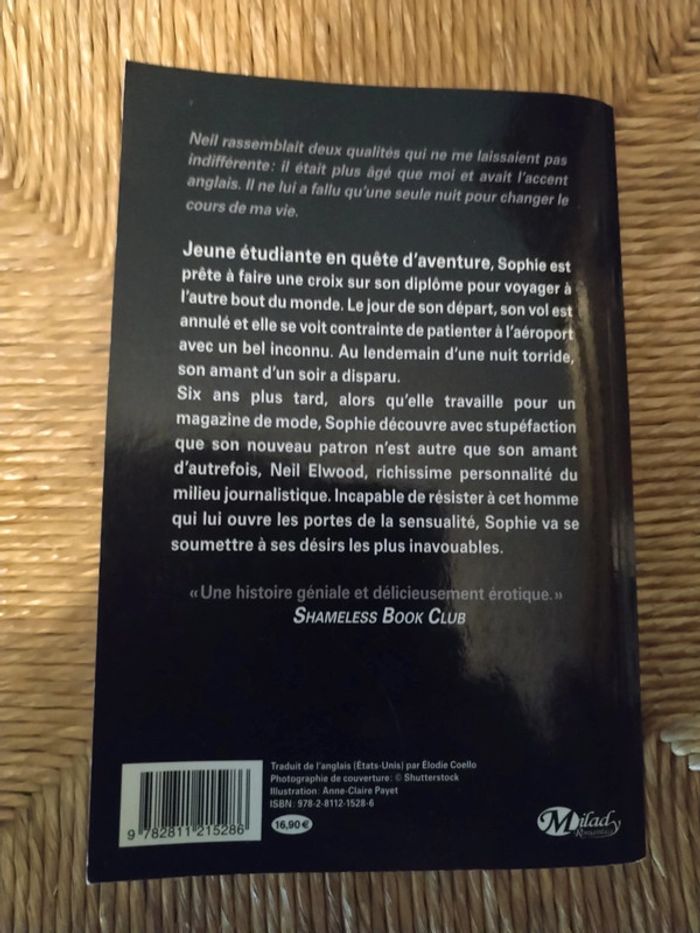 Neil rassemblait deux qualités qui ne me laissaient pas
indifférente : il était plus âgé que moi et avait l'accent
anglais. Il ne lui a fallu qu'une seule nuit pour changer le
cours de ma vie.
Jeune étudiante en quête d'aventure, Sophie est
prête à faire une croix sur son diplôme pour voyager à
l'autre bout du monde. Le jour de son départ, son vol est
annulé et elle se voit contrainte de patienter à l'aéroport
avec un bel inconnu. Au lendemain d'une nuit torride,
son amant d'un soir a disparu.
Six ans plus tard, alors qu'elle travaille pour un
magazine de mode, Sophie découvre avec stupéfaction
que son nouveau patron n'est autre que son amant
d'autrefois, Neil Elwood, richissime personnalité du
milieu journalistique. Incapable de résister à cet homme
qui lui ouvre les portes de la sensualité, Sophie va se
soumettre à ses désirs les plus inavouables.
« Une histoire géniale et délicieusement érotique. »
SHAMELESS BOOK CLUB
Traduit de l'anglais (États-Unis) par Élodie Coello
Photographie de couverture : © Shutterstock
Illustration : Anne-Claire Payet
ISBN : 978-2-8112-1528-6
9 782811 215286
16,90 €
Milady
Romantica